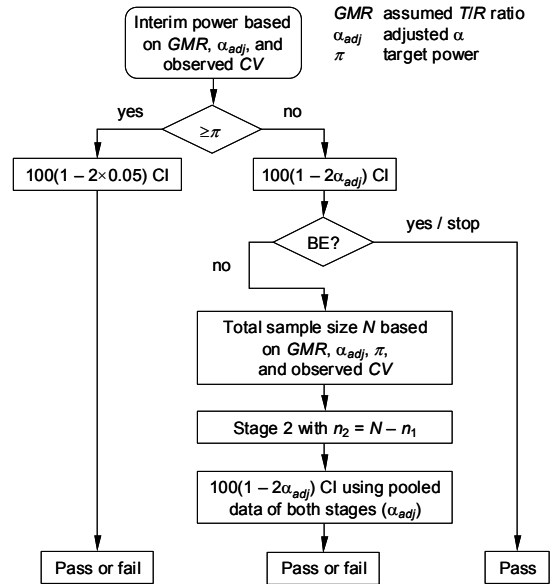 Interim power based
on GMR, αadj, and
observed CV
GMR assumed T/R ratio
αadj adjusted α
π target power
yes
no
≥π
100(1 – 2×0.05) CI
100(1 – 2αadj) CI
BE?
yes / stop
no
Total sample size N based
on GMR, αadj, π,
and observed CV
Stage 2 with n2 = N – n1
100(1 – 2αadj) CI using pooled
data of both stages (αadj)
Pass or fail
Pass or fail
Pass